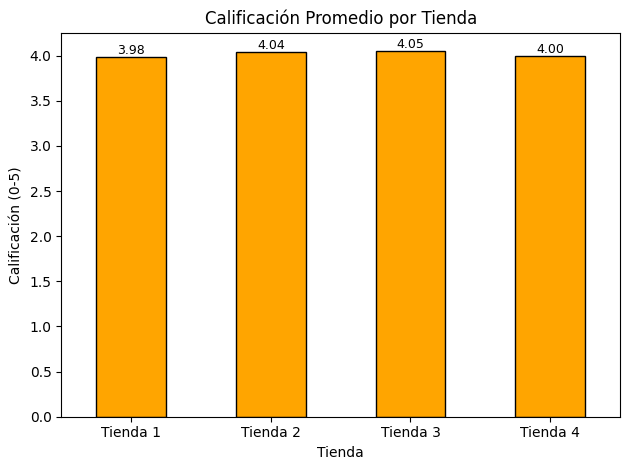 Calificación Promedio por Tienda
Calificación (0-5)
4.0
3.5
3.0
2.5
2.0
1.5
1.0
0.5
0.0
3.98
4.04
4.05
4.00
Tienda 1
Tienda 2
Tienda 3
Tienda 4
Tienda